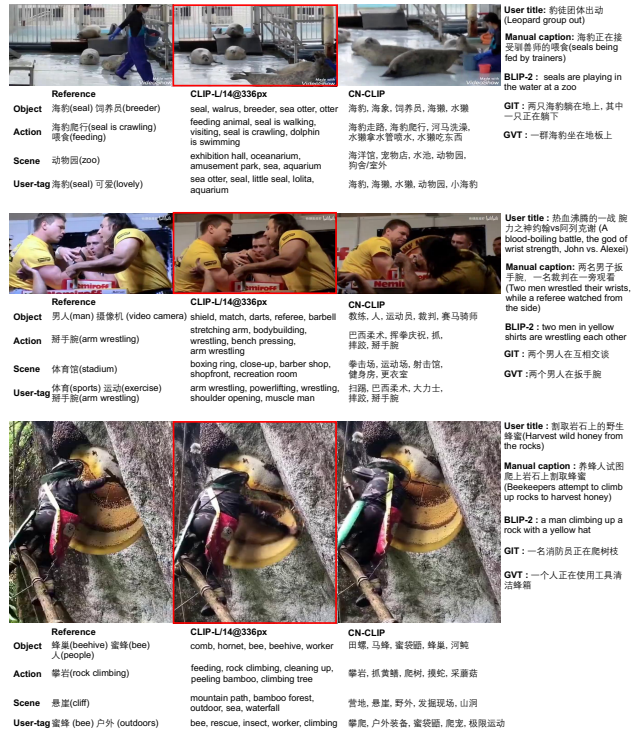 User title: 豹徒团体出动
(Leopard group out)
Manual caption: 海豹正在接
受驯兽师的喂食(seals being
fed by trainers)
BLIP-2 : seals are playing in
the water at a zoo
GIT : 两只海豹躺在地上, 其中
一只正在躺下
GVT : 一群海豹坐在地板上
Reference CLIP-L/14@336px CN-CLIP
Object 海豹(seal) 饲养员(breeder) seal, walrus, breeder, sea otter, otter 海豹, 海象, 饲养员, 海獭, 水獭
Action 海豹爬行(seal is crawling) 喂食(feeding) feeding animal, seal is walking, visiting, seal is crawling, dolphin is swimming 海豹走路, 海豹爬行, 河马洗澡, 水獭拿水管喷水, 水獭吃东西
Scene 动物园(zoo) exhibition hall, oceanarium, amusement park, sea, aquarium 海洋馆, 宠物店, 水池, 动物园, 狗舍/室外
User-tag 海豹(seal) 可爱(lovely) sea otter, seal, little seal, lolita, aquarium 海豹, 海獭, 水獭, 动物园, 小海豹
User title : 热血沸腾的一战 腕
力之神约翰vs阿列克谢 (A
blood-boiling battle, the god of
wrist strength, John vs. Alexei)
Manual caption: 两名男子扳
手腕，一名裁判在一旁观看
(Two men wrestled their wrists,
while a referee watched from
the side)
BLIP-2 : two men in yellow
shirts are wrestling each other
GIT : 两个男人在互相交谈
GVT :两个男人在扳手腕
Reference CLIP-L/14@336px CN-CLIP
Object 男人(man) 摄像机 (video camera) shield, match, darts, referee, barbell 教练, 人, 运动员, 裁判, 赛马骑师
Action 掰手腕(arm wrestling) stretching arm, bodybuilding, wrestling, bench pressing, arm wrestling 巴西柔术, 挥拳庆祝, 抓, 摔跤, 掰手腕
Scene 体育馆(stadium) boxing ring, close-up, barber shop, shopfront, recreation room 拳击场, 运动场, 射击馆, 健身房, 更衣室
User-tag 体育(sports) 运动(exercise) 掰手腕(arm wrestling) arm wrestling, powerlifting, wrestling, shoulder opening, muscle man 扫踢, 巴西柔术, 大力士, 摔跤, 掰手腕
User title : 割取岩石上的野生
蜂蜜(Harvest wild honey from
the rocks)
Manual caption : 养蜂人试图
爬上岩石上割取蜂蜜
(Beekeepers attempt to climb
up rocks to harvest honey)
BLIP-2 : a man climbing up a
rock with a yellow hat
GIT : 一名消防员正在爬树枝
GVT : 一个人正在使用工具清
洁蜂箱
Reference CLIP-L/14@336px CN-CLIP
Object 蜂巢(beehive) 蜜蜂(bee) 人(people) comb, hornet, bee, beehive, worker 田螺, 马蜂, 蜜袋鼯, 蜂巢, 河鲀
Action 攀岩(rock climbing) feeding, rock climbing, cleaning up, peeling bamboo, climbing tree 攀岩, 抓黄鳝, 爬树, 摸蛇, 采蘑菇
Scene 悬崖(cliff) mountain path, bamboo forest, outdoor, sea, waterfall 营地, 悬崖, 野外, 发掘现场, 山洞
User-tag 蜜蜂 (bee) 户外 (outdoors) bee, rescue, insect, worker, climbing 攀爬, 户外装备, 蜜袋鼯, 爬宠, 极限运动